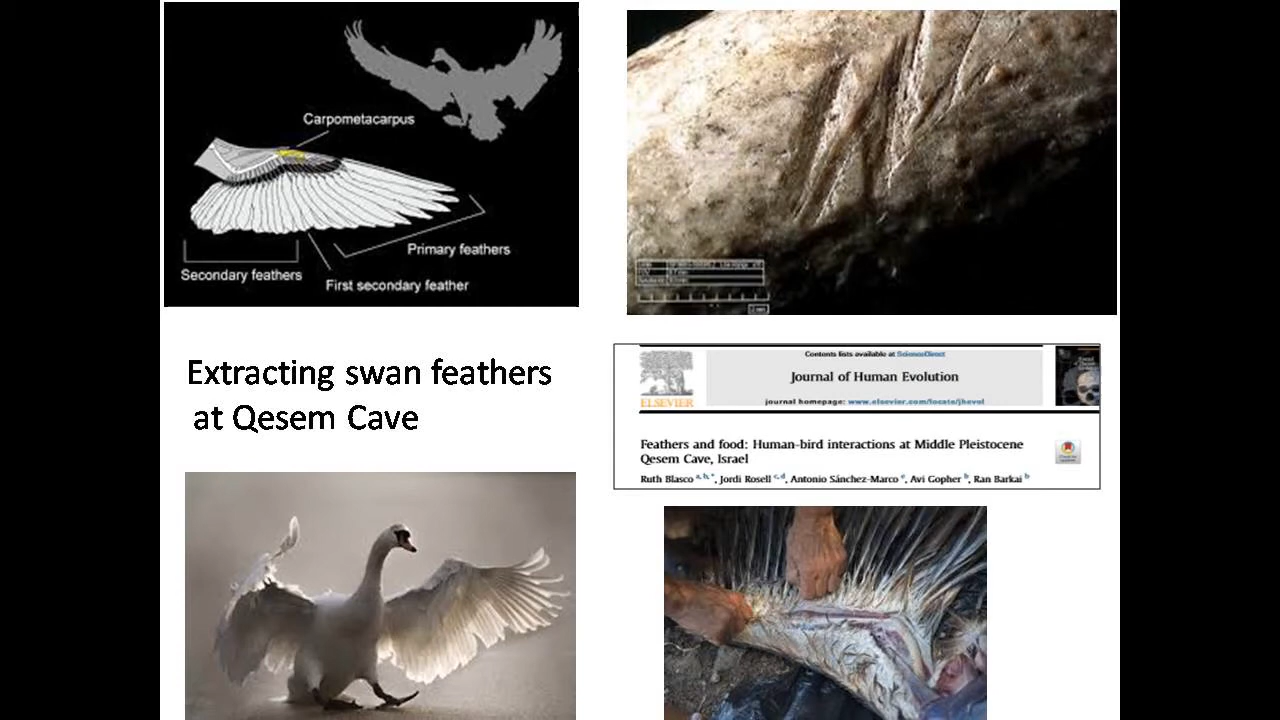 Carpometacarpus
Primary feathers
Secondary feathers
First secondary feather
Extracting swan feathers
at Qesem Cave
Contents lists available at ScienceDirect
Journal of Human Evolution
journal homepage: www.elsevier.com/locate/jhevol
ELSEVIER
Feathers and food: Human-bird interactions at Middle Pleistocene
Qesem Cave, Israel
Ruth Blasco a, b, *, Jordi Rosell c, d, Antonio Sánchez-Marco e, Avi Gopher b, Ran Barkai b